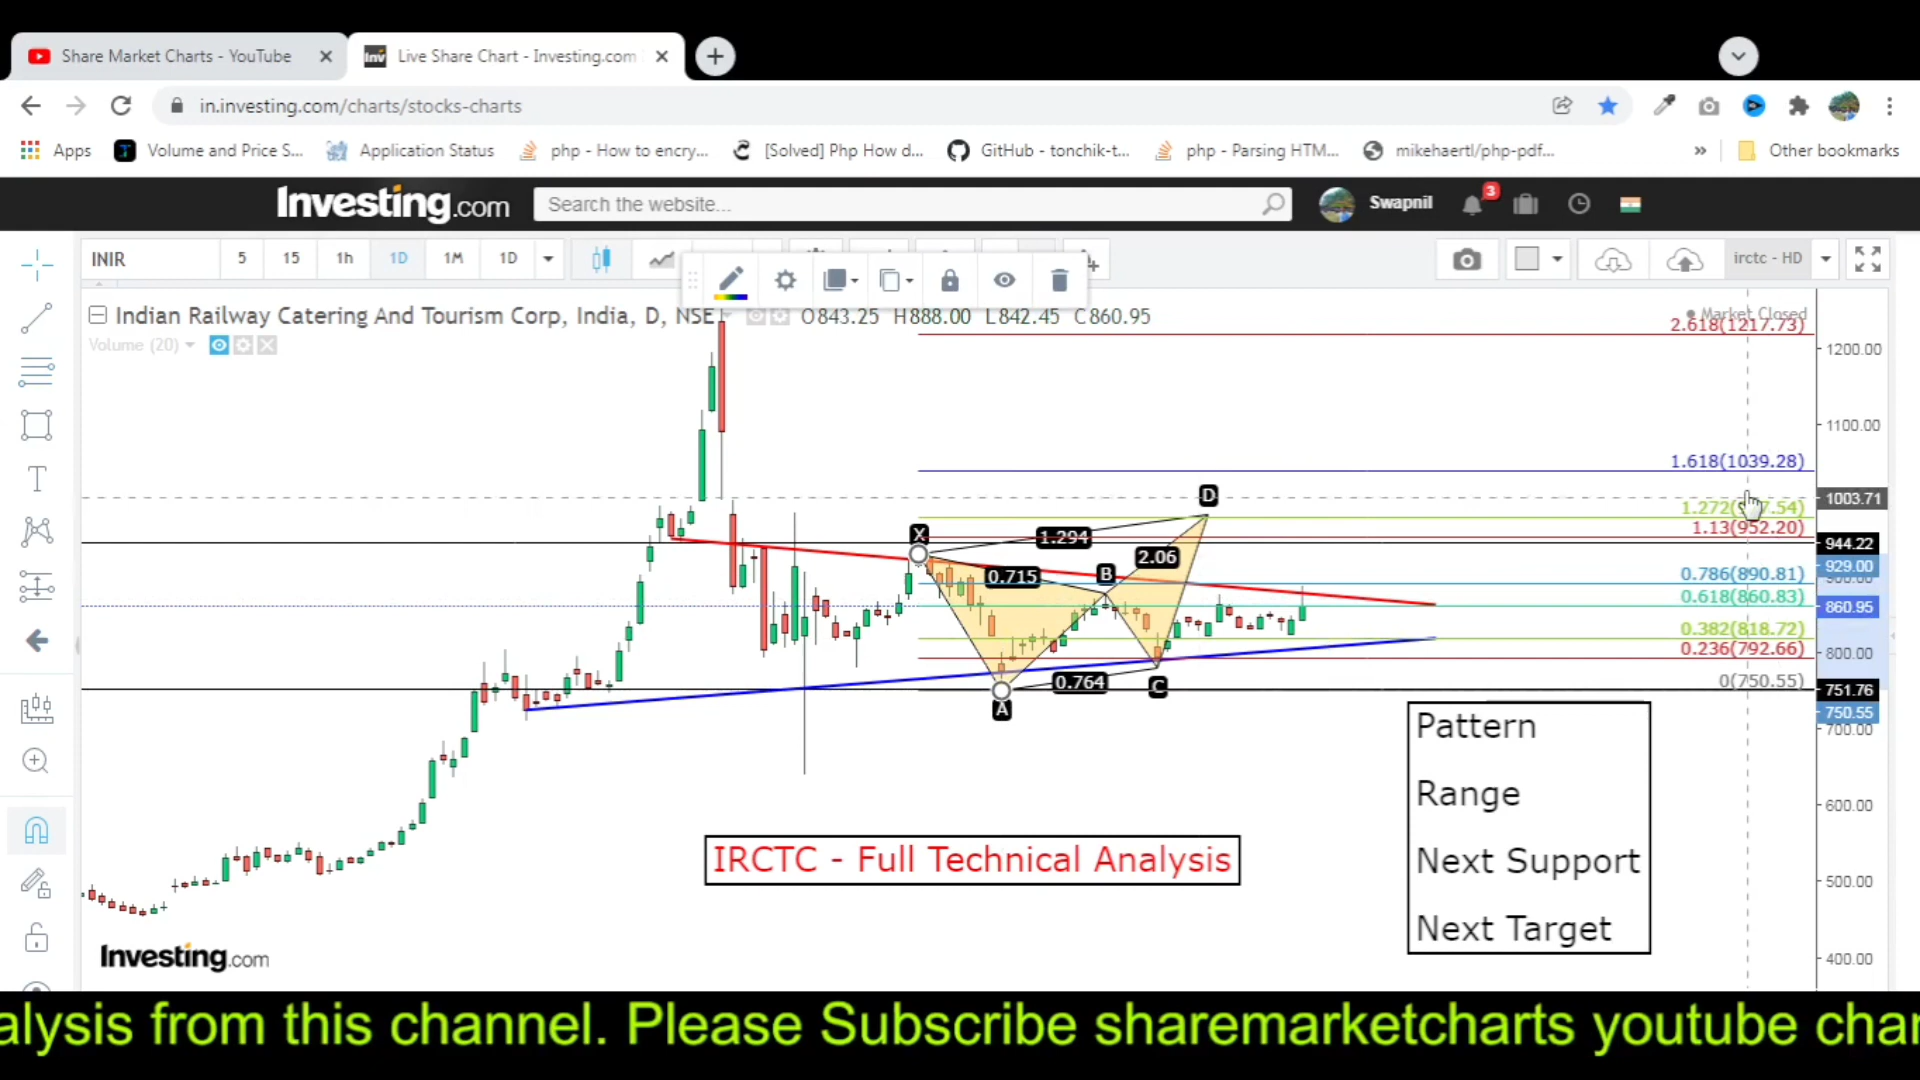 Share Market Charts - YouTube
Live Share Chart - Investing.com
in.investing.com/charts/stocks-charts
Apps
Volume and Price S...
Application Status
php - How to encry...
[Solved] Php How d...
GitHub - tonchik-t...
php - Parsing HTM...
mikehaertl/php-pdf...
»
Other bookmarks
Investing.com
Search the website...
Swapnil
3
INIR
5
15
1h
1D
1M
1D
irctc - HD
Indian Railway Catering And Tourism Corp, India, D, NSE
O843.25 H888.00 L842.45 C860.95
Market Closed
Volume (20)
2.618(1217.73)
1.618(1039.28)
1.13(952.20)
0.786(890.81)
0.618(860.83)
0.382(818.72)
0.236(792.66)
0(750.55)
1200.00
1100.00
1003.71
944.22
929.00
860.95
800.00
751.76
750.55
700.00
600.00
500.00
400.00
X
A
B
C
D
1.294
0.715
2.06
0.764
Pattern
Range
Next Support
Next Target
IRCTC - Full Technical Analysis
Investing.com
alysis from this channel. Please Subscribe sharemarketcharts youtube chan